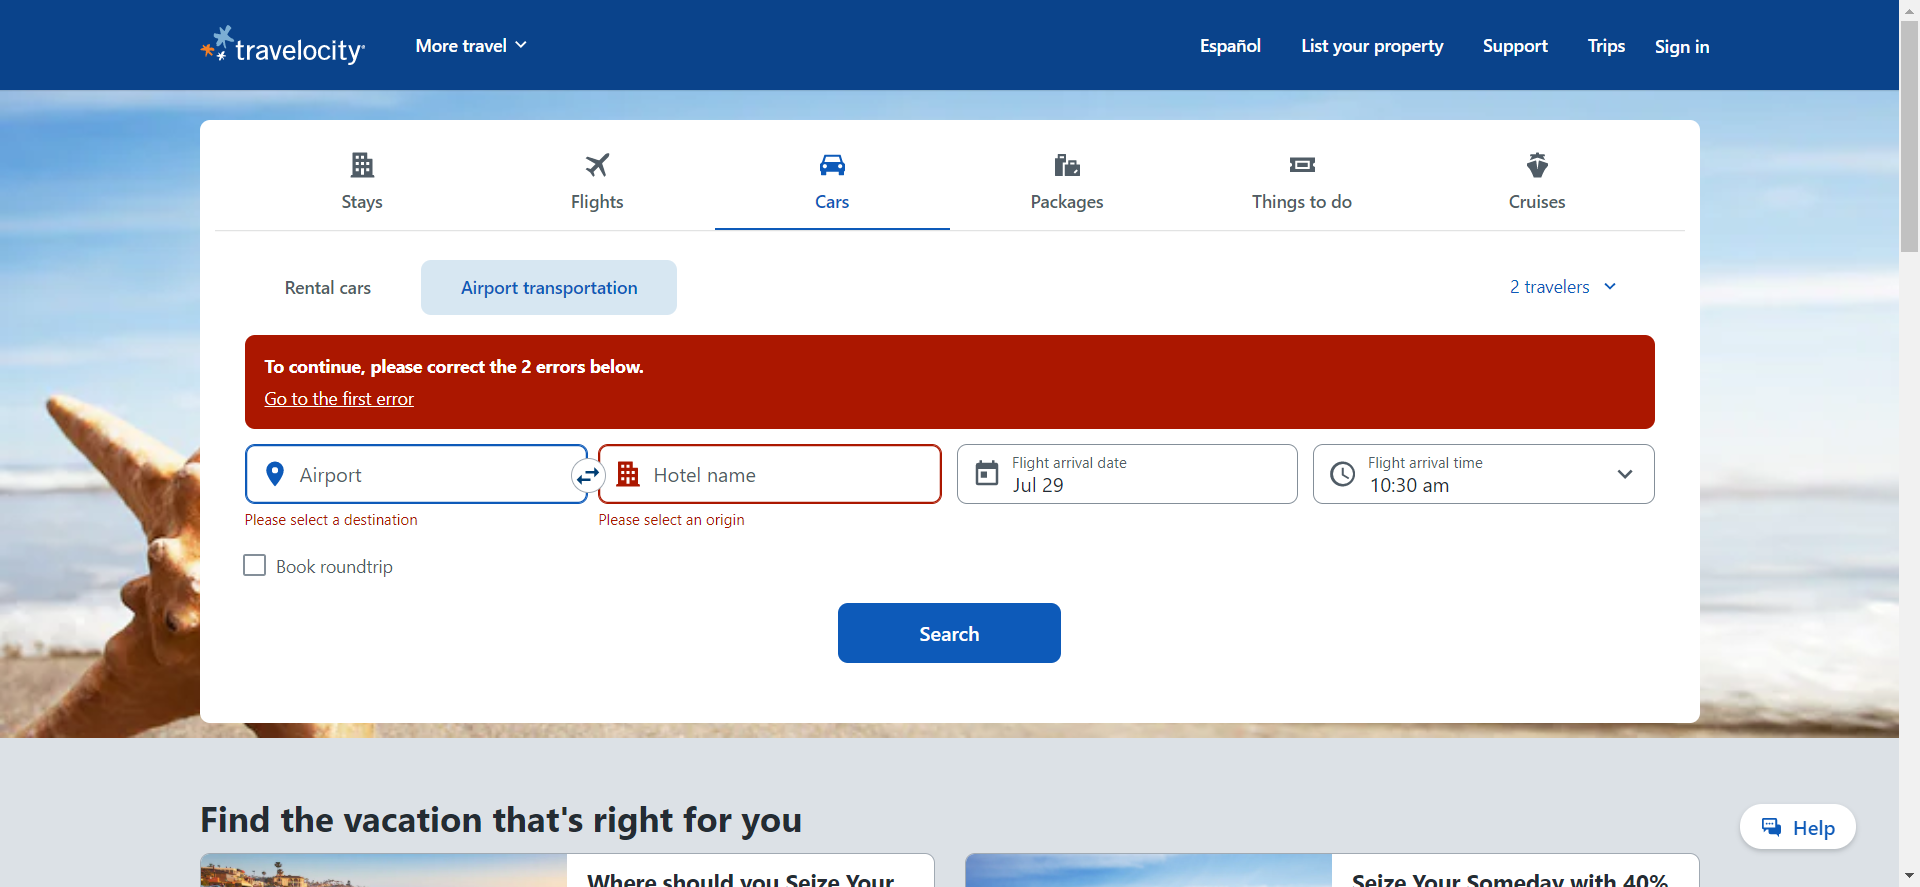 travelocity
More travel
Español
List your property
Support
Trips
Sign in
Stays
Flights
Cars
Packages
Things to do
Cruises
Rental cars
Airport transportation
2 travelers
To continue, please correct the 2 errors below.
Go to the first error
Airport
Hotel name
Flight arrival date
Jul 29
Flight arrival time
10:30 am
Please select a destination
Please select an origin
Book roundtrip
Search
Find the vacation that's right for you
Help
Where should you Seize Your
Seize Your Someday with 40%